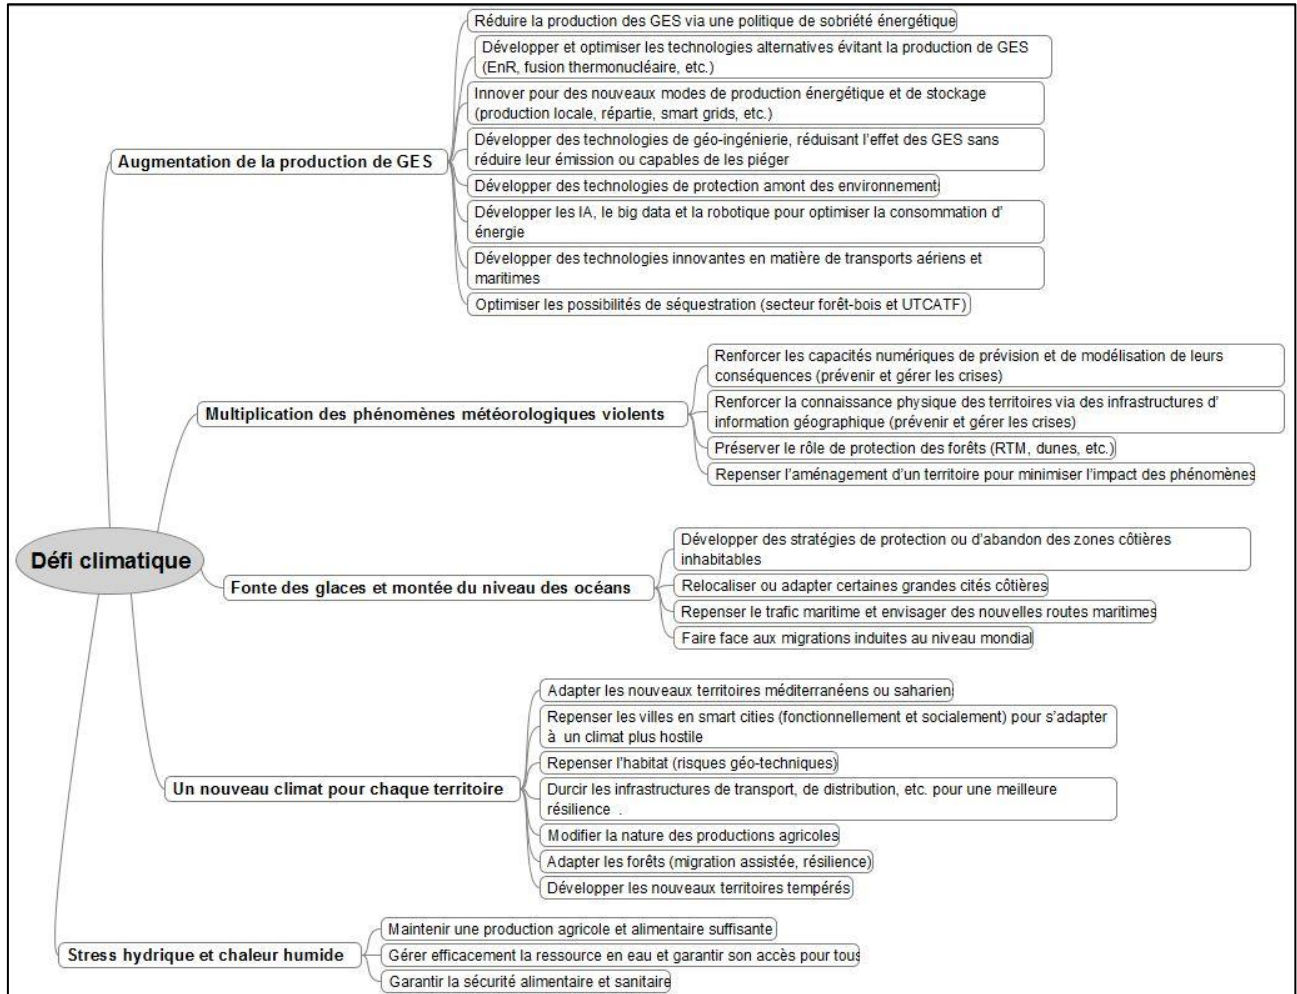 Défi climatique
Augmentation de la production de GES
Réduire la production des GES via une politique de sobriété énergétique
Développer et optimiser les technologies alternatives évitant la production de GES
(EnR, fusion thermonucléaire, etc.)
Innover pour des nouveaux modes de production énergétique et de stockage
(production locale, répartie, smart grids, etc.)
Développer des technologies de géo-ingénierie, réduisant l'effet des GES sans
réduire leur émission ou capables de les piéger
Développer des technologies de protection amont des environnements
Développer les IA, le big data et la robotique pour optimiser la consommation d'
énergie
Développer des technologies innovantes en matière de transports aériens et
maritimes
Optimiser les possibilités de séquestration (secteur forêt-bois et UTCATF)
Multiplication des phénomènes météorologiques violents
Renforcer les capacités numériques de prévision et de modélisation de leurs
conséquences (prévenir et gérer les crises)
Renforcer la connaissance physique des territoires via des infrastructures d'
information géographique (prévenir et gérer les crises)
Préserver le rôle de protection des forêts (RTM, dunes, etc.)
Repenser l'aménagement d'un territoire pour minimiser l'impact des phénomènes
Fonte des glaces et montée du niveau des océans
Développer des stratégies de protection ou d'abandon des zones côtières
inhabitables
Relocaliser ou adapter certaines grandes cités côtières
Repenser le trafic maritime et envisager des nouvelles routes maritimes
Faire face aux migrations induites au niveau mondial
Un nouveau climat pour chaque territoire
Adapter les nouveaux territoires méditerranéens ou sahariens
Repenser les villes en smart cities (fonctionnellement et socialement) pour s'adapter
à un climat plus hostile
Repenser l'habitat (risques géo-techniques)
Durcir les infrastructures de transport, de distribution, etc. pour une meilleure
résilience .
Modifier la nature des productions agricoles
Adapter les forêts (migration assistée, résilience)
Développer les nouveaux territoires tempérés
Stress hydrique et chaleur humide
Maintenir une production agricole et alimentaire suffisante
Gérer efficacement la ressource en eau et garantir son accès pour tous
Garantir la sécurité alimentaire et sanitaire